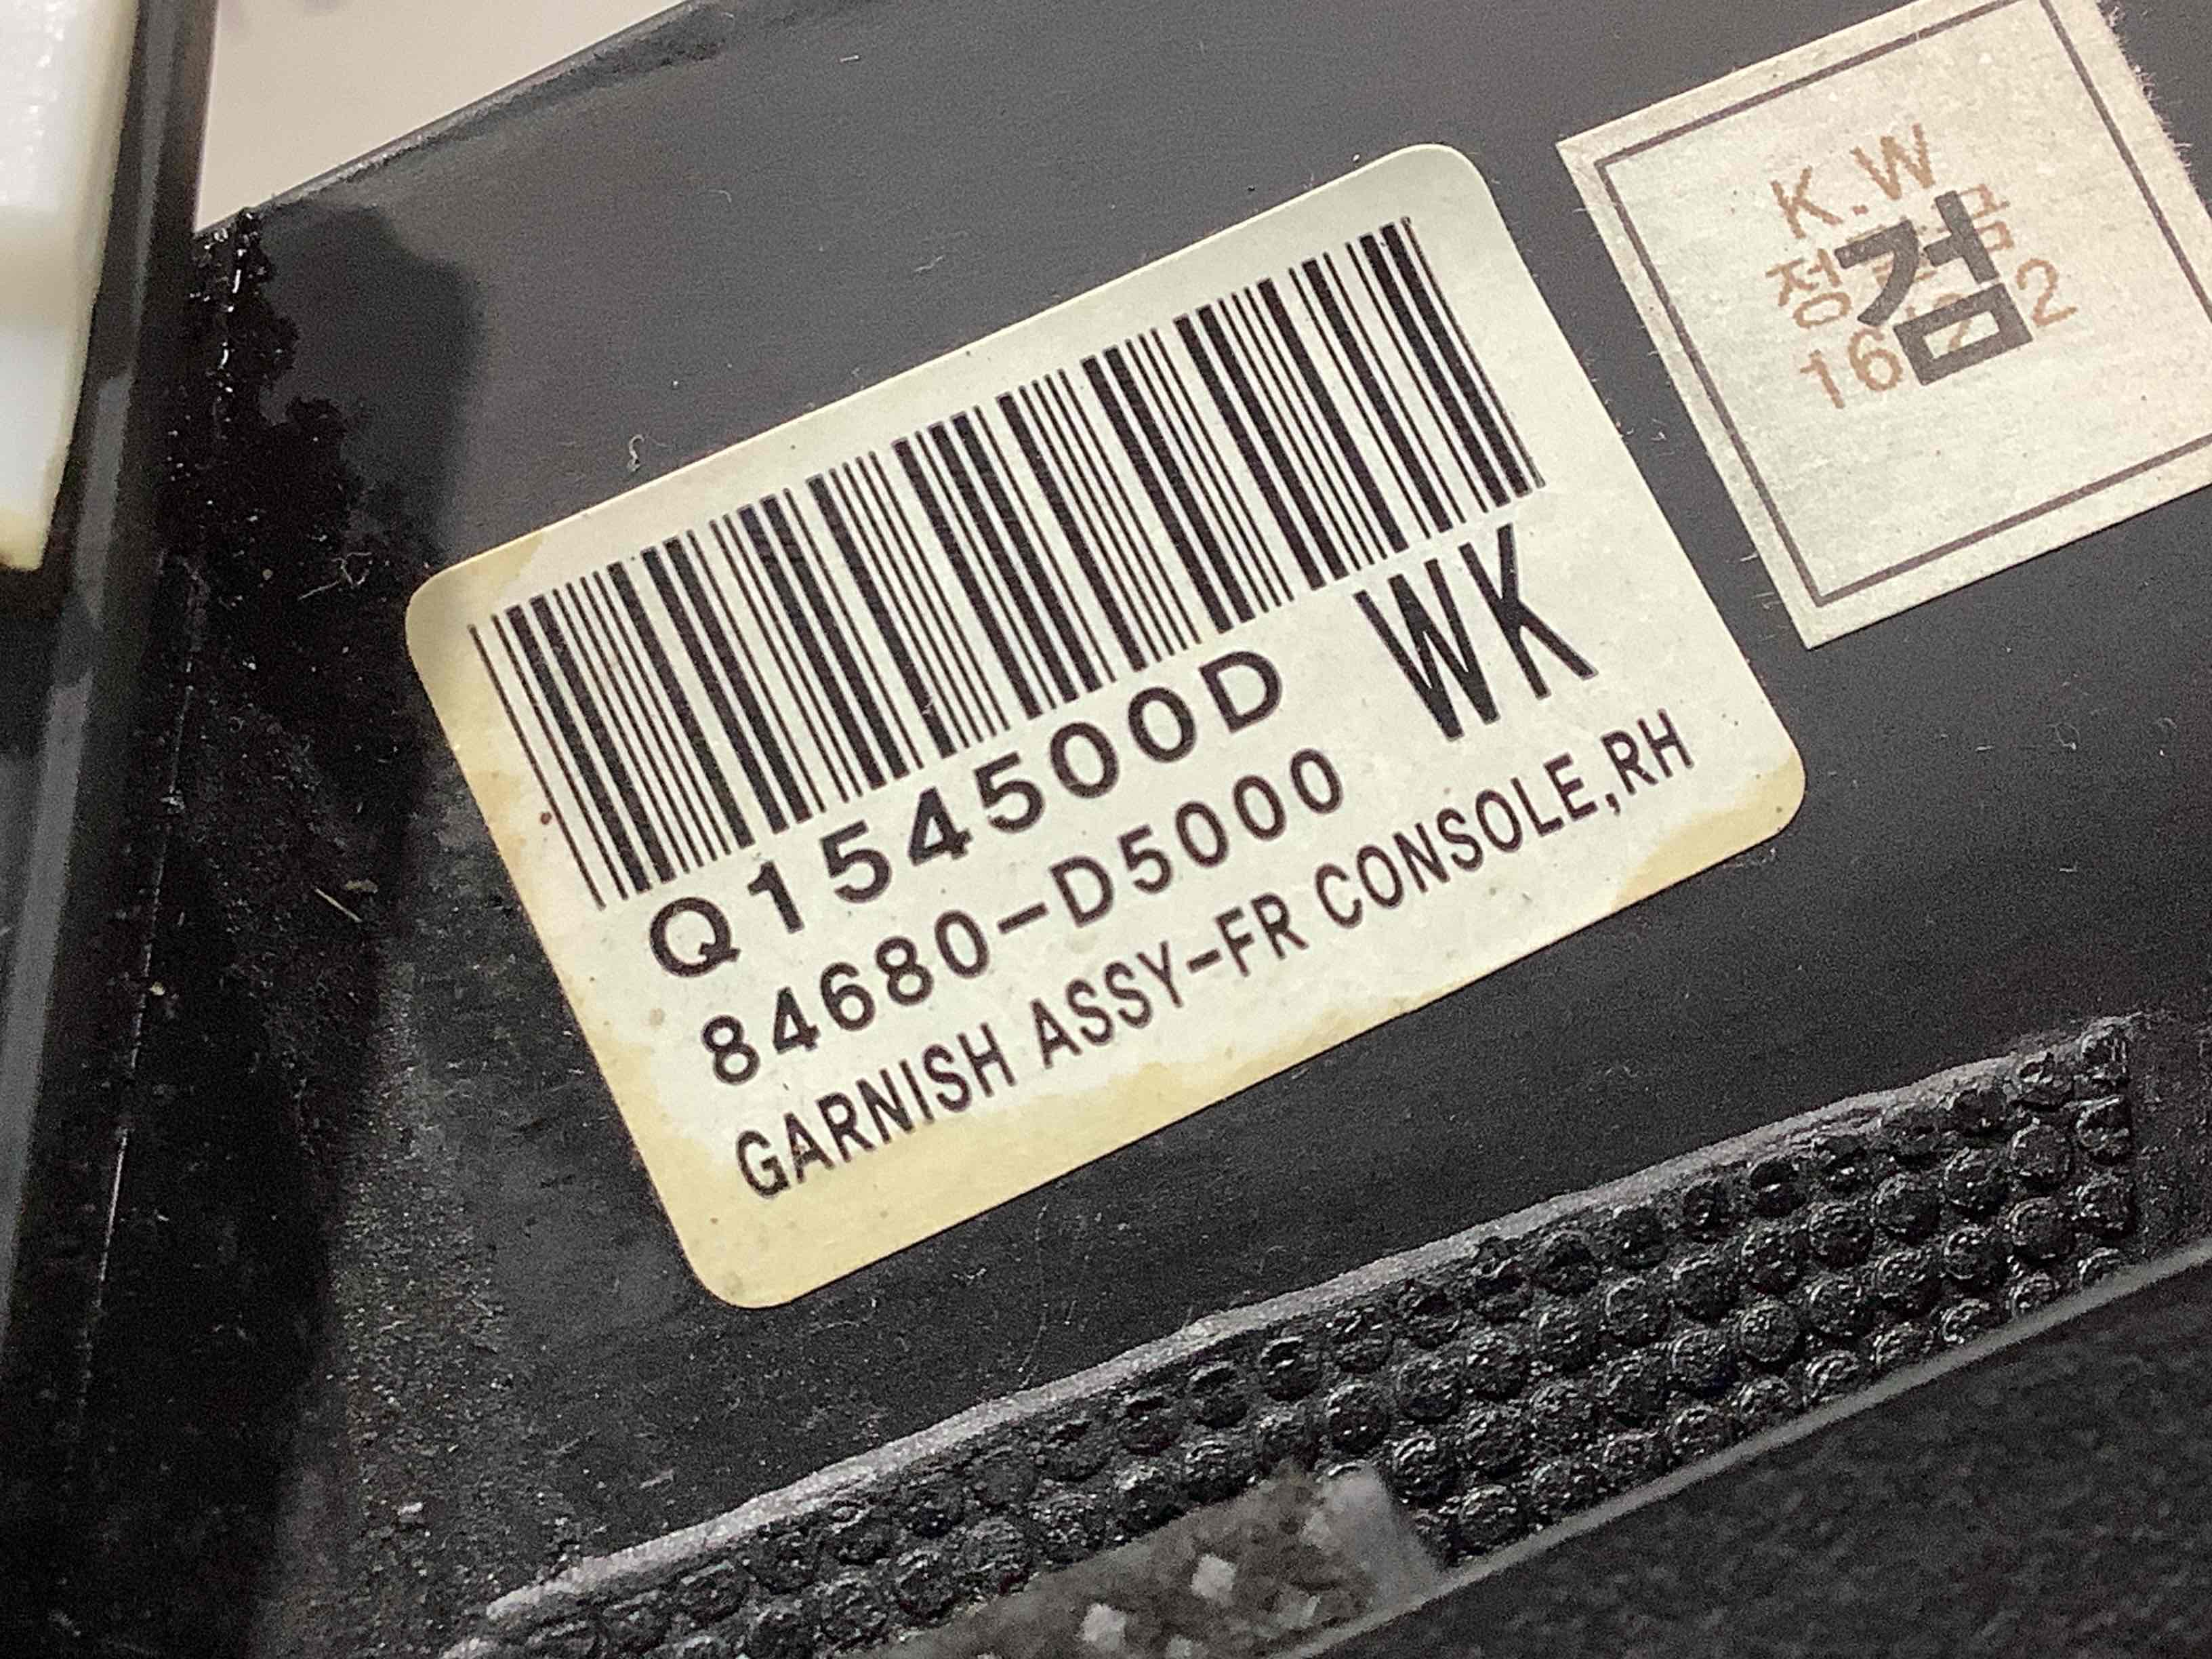 Q154500D WK
84680-D5000
GARNISH ASSY-FR CONSOLE,RH
K.W
검